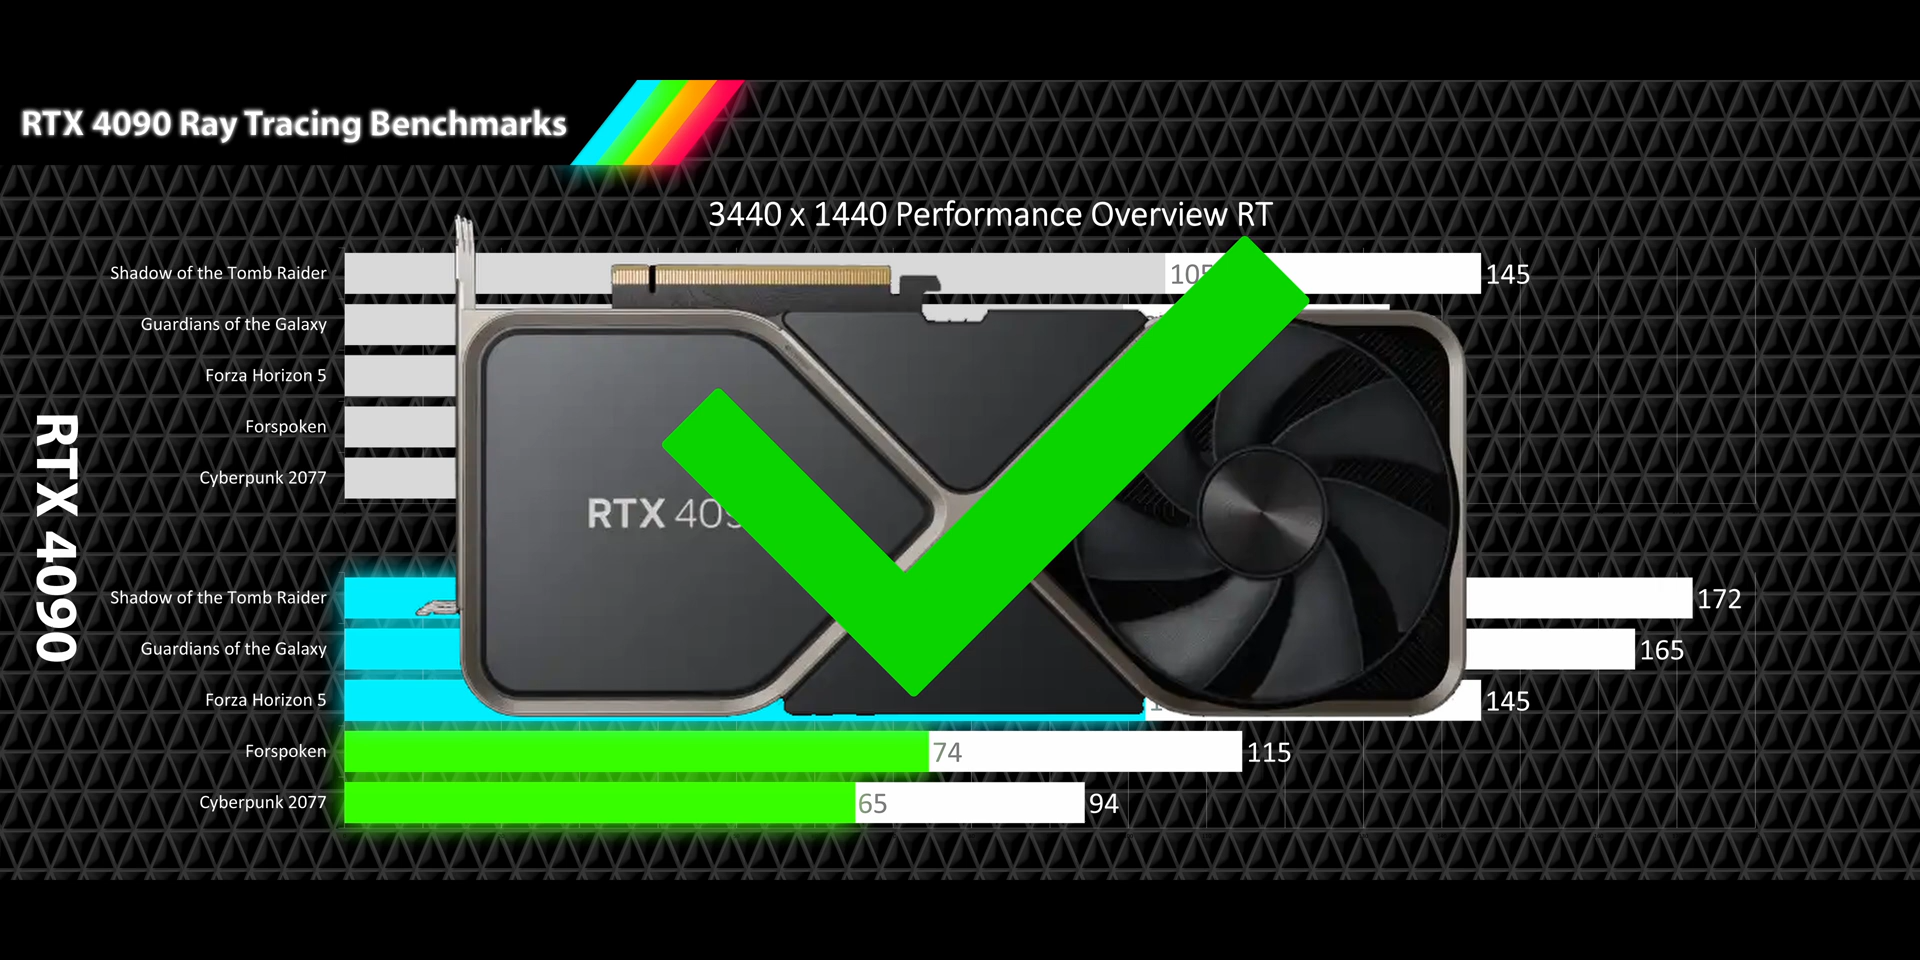 RTX 4090 Ray Tracing Benchmarks
3440 x 1440 Performance Overview RT
RTX 4090
Shadow of the Tomb Raider 145
Guardians of the Galaxy
Forza Horizon 5
Forspoken
Cyberpunk 2077
RTX
Shadow of the Tomb Raider 172
Guardians of the Galaxy 165
Forza Horizon 5 145
Forspoken 74 115
Cyberpunk 2077 65 94